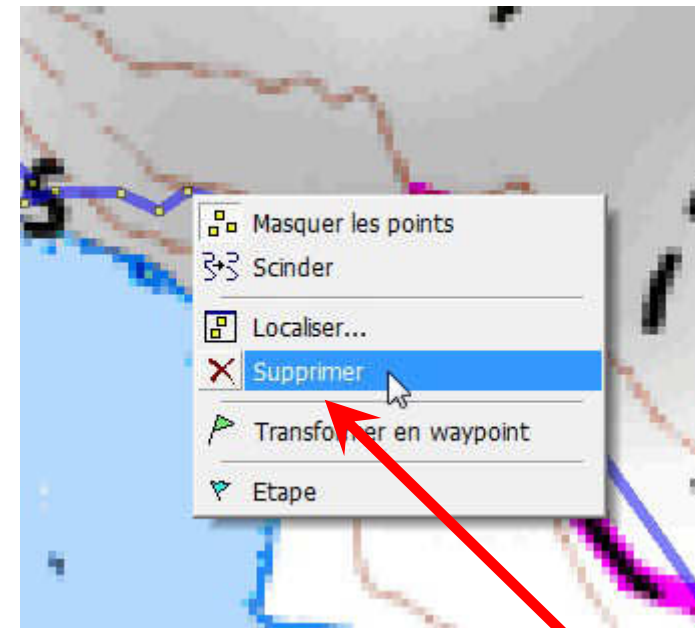 Masquer les points
Scinder
Localiser...
Supprimer
Transformer en waypoint
Etape